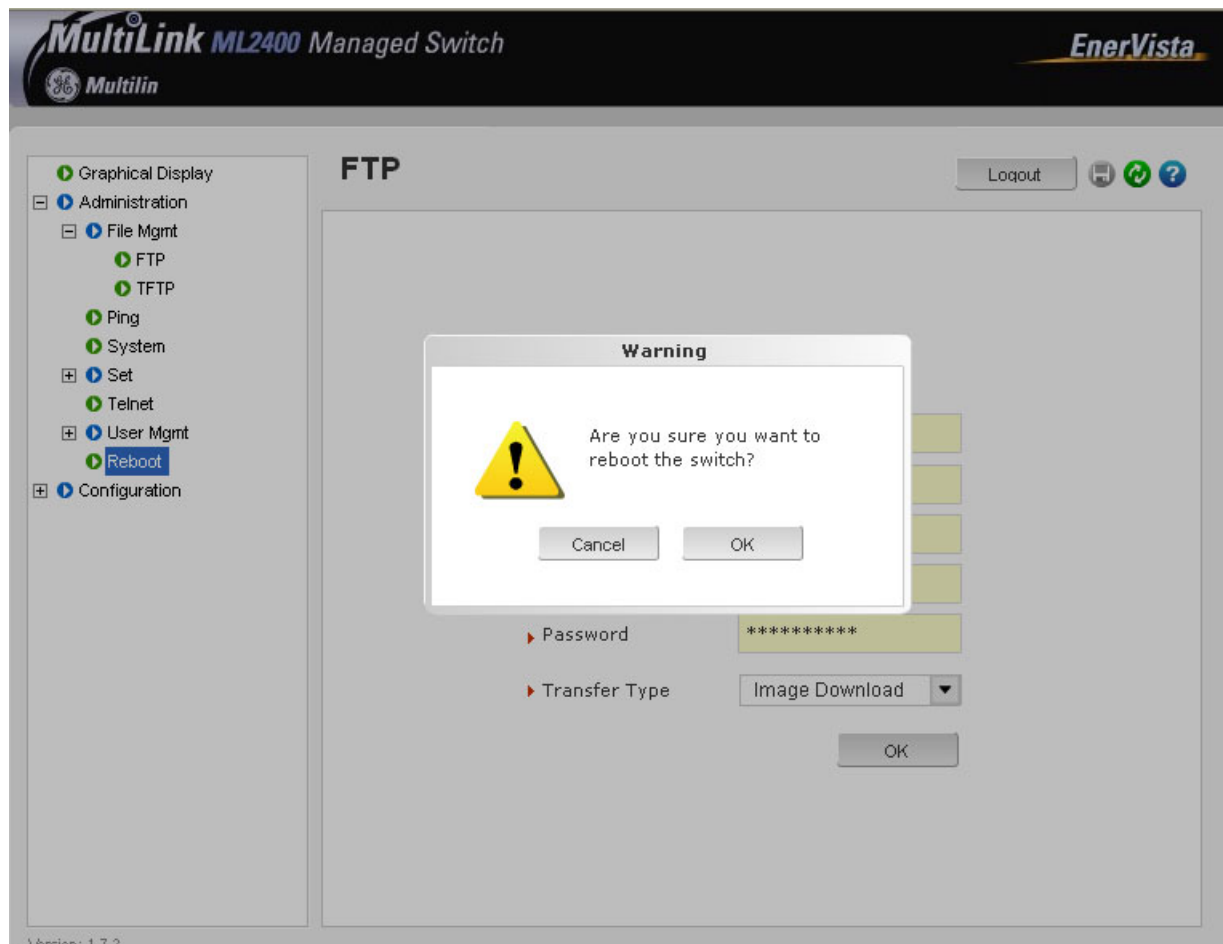 MultiLink ML2400 Managed Switch
EnerVista
GE Multilin
FTP
Logout
Graphical Display
Administration
File Mgmt
FTP
TFTP
Ping
System
Set
Telnet
User Mgmt
Reboot
Configuration
Warning
Are you sure you want to
reboot the switch?
Cancel OK
Password **********
Transfer Type Image Download
OK